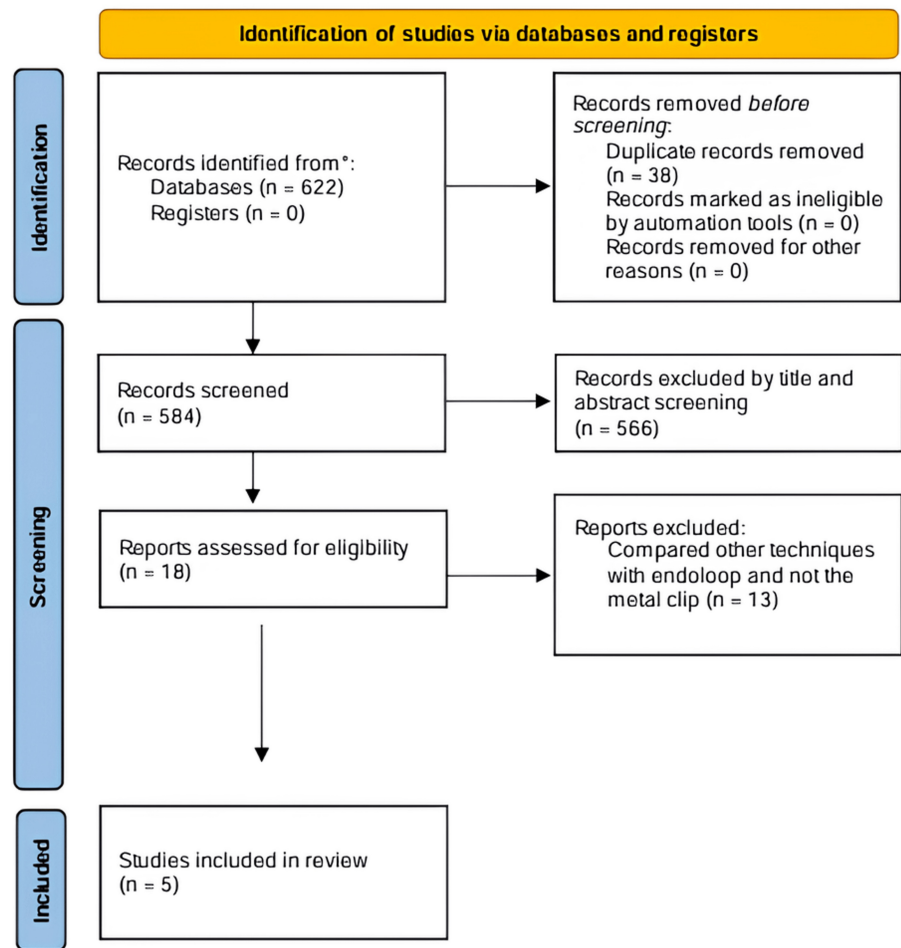 Identification of studies via databases and registers
Identification
Records identified from*:
Databases (n = 622)
Registers (n = 0)
Records removed before
screening:
Duplicate records removed
(n = 38)
Records marked as ineligible
by automation tools (n = 0)
Records removed for other
reasons (n = 0)
Screening
Records screened
(n = 584)
Records excluded by title and
abstract screening
(n = 566)
Reports assessed for eligibility
(n = 18)
Reports excluded:
Compared other techniques
with endoloop and not the
metal clip (n = 13)
Included
Studies included in review
(n = 5)